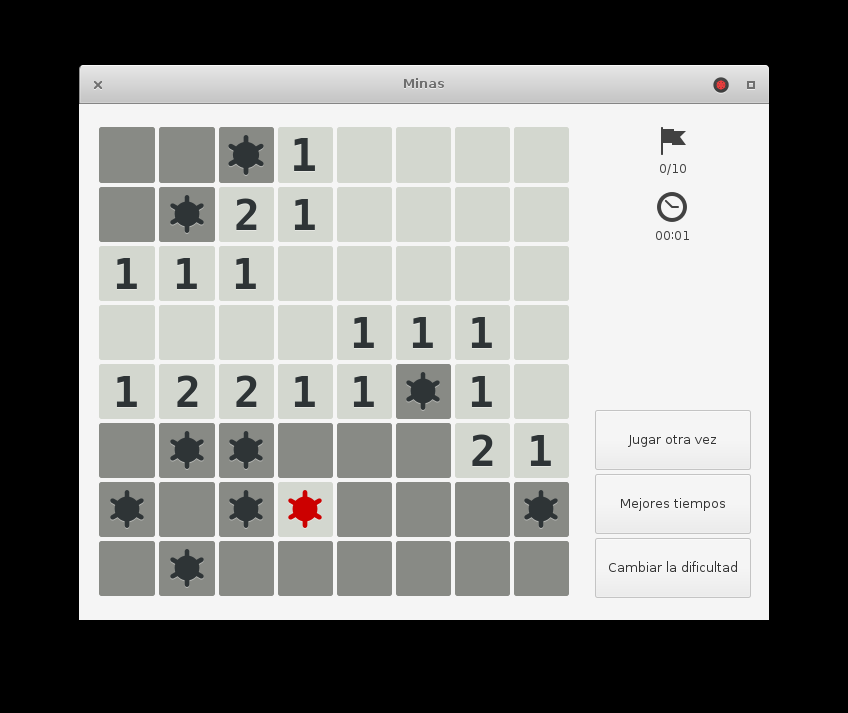 Minas
1
2 1
1 1 1
1 1 1
1 2 2 1 1 1
2 1
0/10
00:01
Jugar otra vez
Mejores tiempos
Cambiar la dificultad